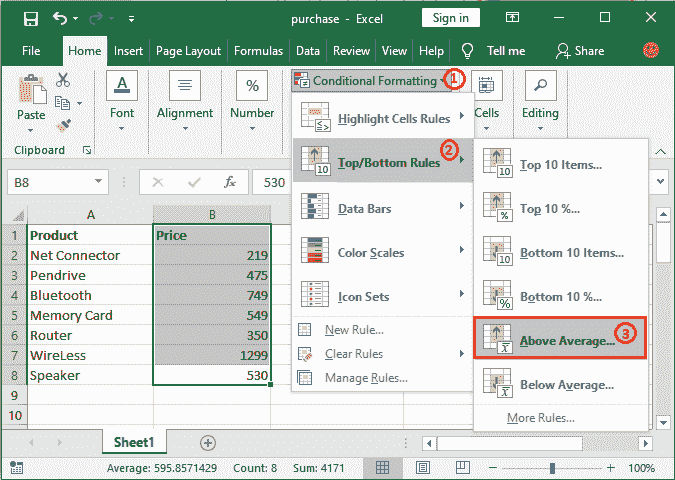 purchase - Excel
Sign in
File Home Insert Page Layout Formulas Data Review View Help Tell me Share
Paste
Clipboard
Font
Alignment
%
Number
Conditional Formatting 1
Cells
Editing
Highlight Cells Rules
Top/Bottom Rules 2
Data Bars
Color Scales
Icon Sets
New Rule...
Clear Rules
Manage Rules...
Top 10 Items...
Top 10 %...
Bottom 10 Items...
Bottom 10 %...
Above Average... 3
Below Average...
More Rules...
B8 fx 530
A B
1 Product Price
2 Net Connector 219
3 Pendrive 475
4 Bluetooth 749
5 Memory Card 549
6 Router 350
7 WireLess 1299
8 Speaker 530
9
10
Sheet1
Average: 595.8571429 Count: 8 Sum: 4171 100%